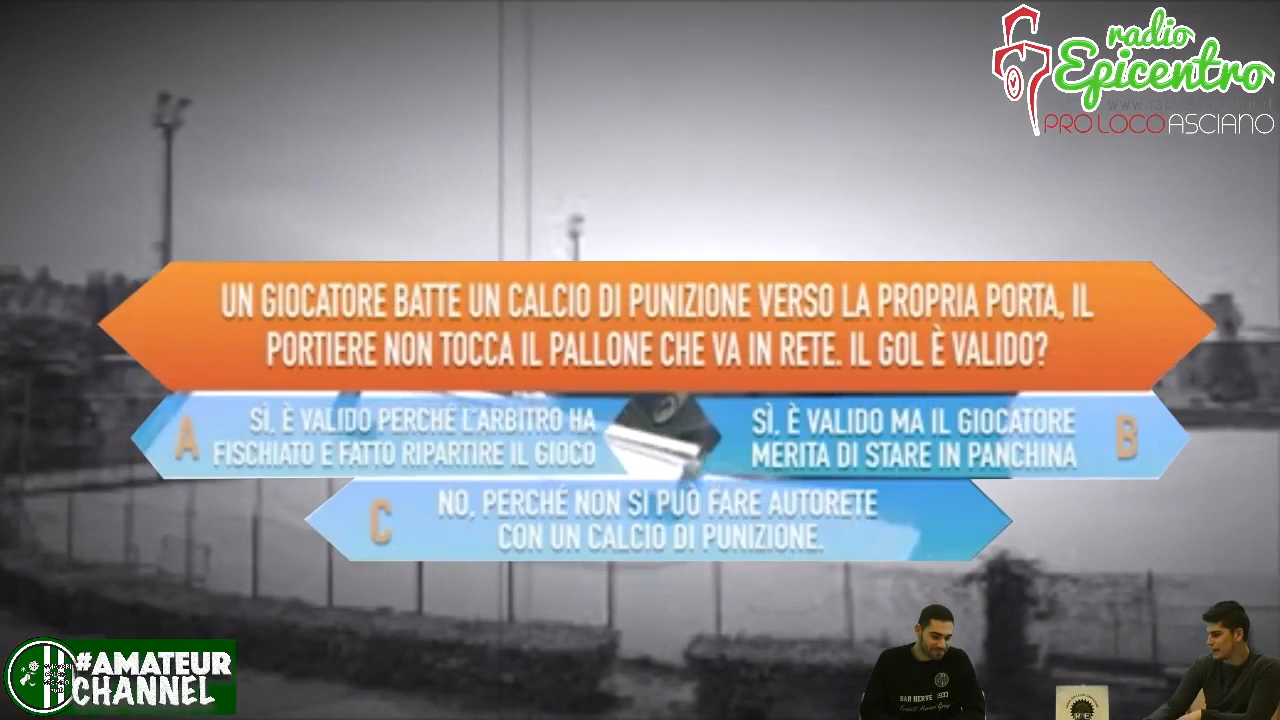 radio
Epicentro
PRO LOCO ASCIANO
UN GIOCATORE BATTE UN CALCIO DI PUNIZIONE VERSO LA PROPRIA PORTA, IL
PORTIERE NON TOCCA IL PALLONE CHE VA IN RETE. IL GOL È VALIDO?
A
SÌ, È VALIDO PERCHÉ L'ARBITRO HA
FISCHIATO E FATTO RIPARTIRE IL GIOCO
SÌ, È VALIDO MA IL GIOCATORE
MERITA DI STARE IN PANCHINA
B
C
NO, PERCHÉ NON SI PUÒ FARE AUTORETE
CON UN CALCIO DI PUNIZIONE.
#AMATEUR
CHANNEL
BAR HERVÉ 1933